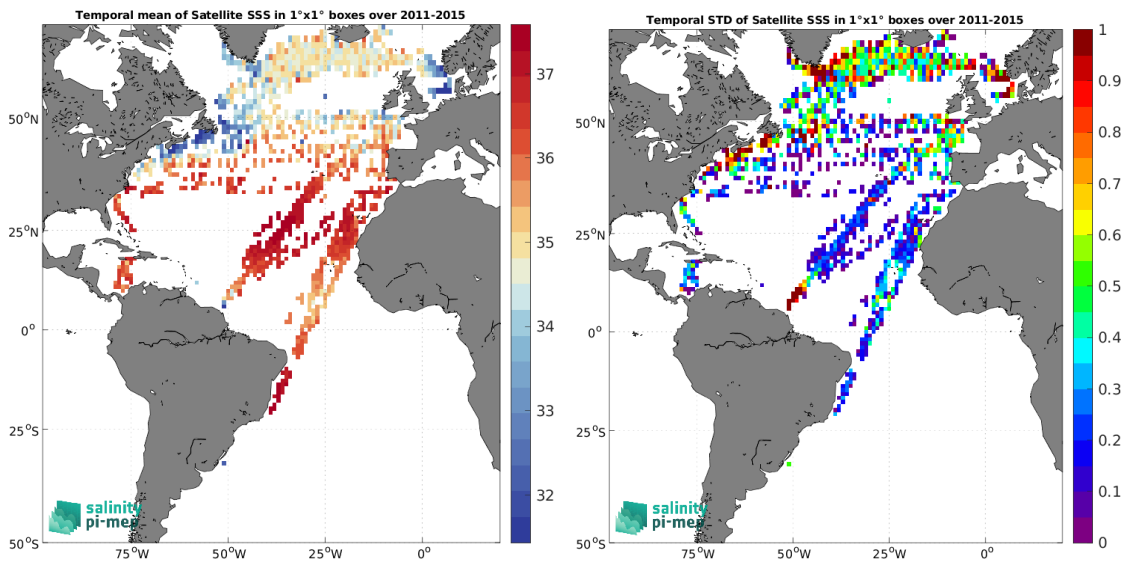 Temporal mean of Satellite SSS in 1°x1° boxes over 2011-2015
50°N
25°N
0°
25°S
50°S
75°W
50°W
25°W
0°
37
36
35
34
33
32
salinity
pi-mep
Temporal STD of Satellite SSS in 1°x1° boxes over 2011-2015
50°N
25°N
0°
25°S
50°S
75°W
50°W
25°W
0°
1
0.9
0.8
0.7
0.6
0.5
0.4
0.3
0.2
0.1
0
salinity
pi-mep